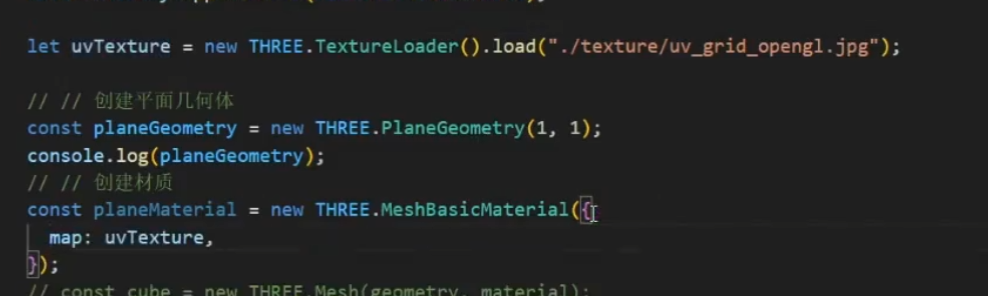 let uvTexture = new THREE.TextureLoader().load("./texture/uv_grid_opengl.jpg");
// // 创建平面几何体
const planeGeometry = new THREE.PlaneGeometry(1, 1);
console.log(planeGeometry);
// // 创建材质
const planeMaterial = new THREE.MeshBasicMaterial({
map: uvTexture,
});
// const cube = new THREE.Mesh(geometry, material);